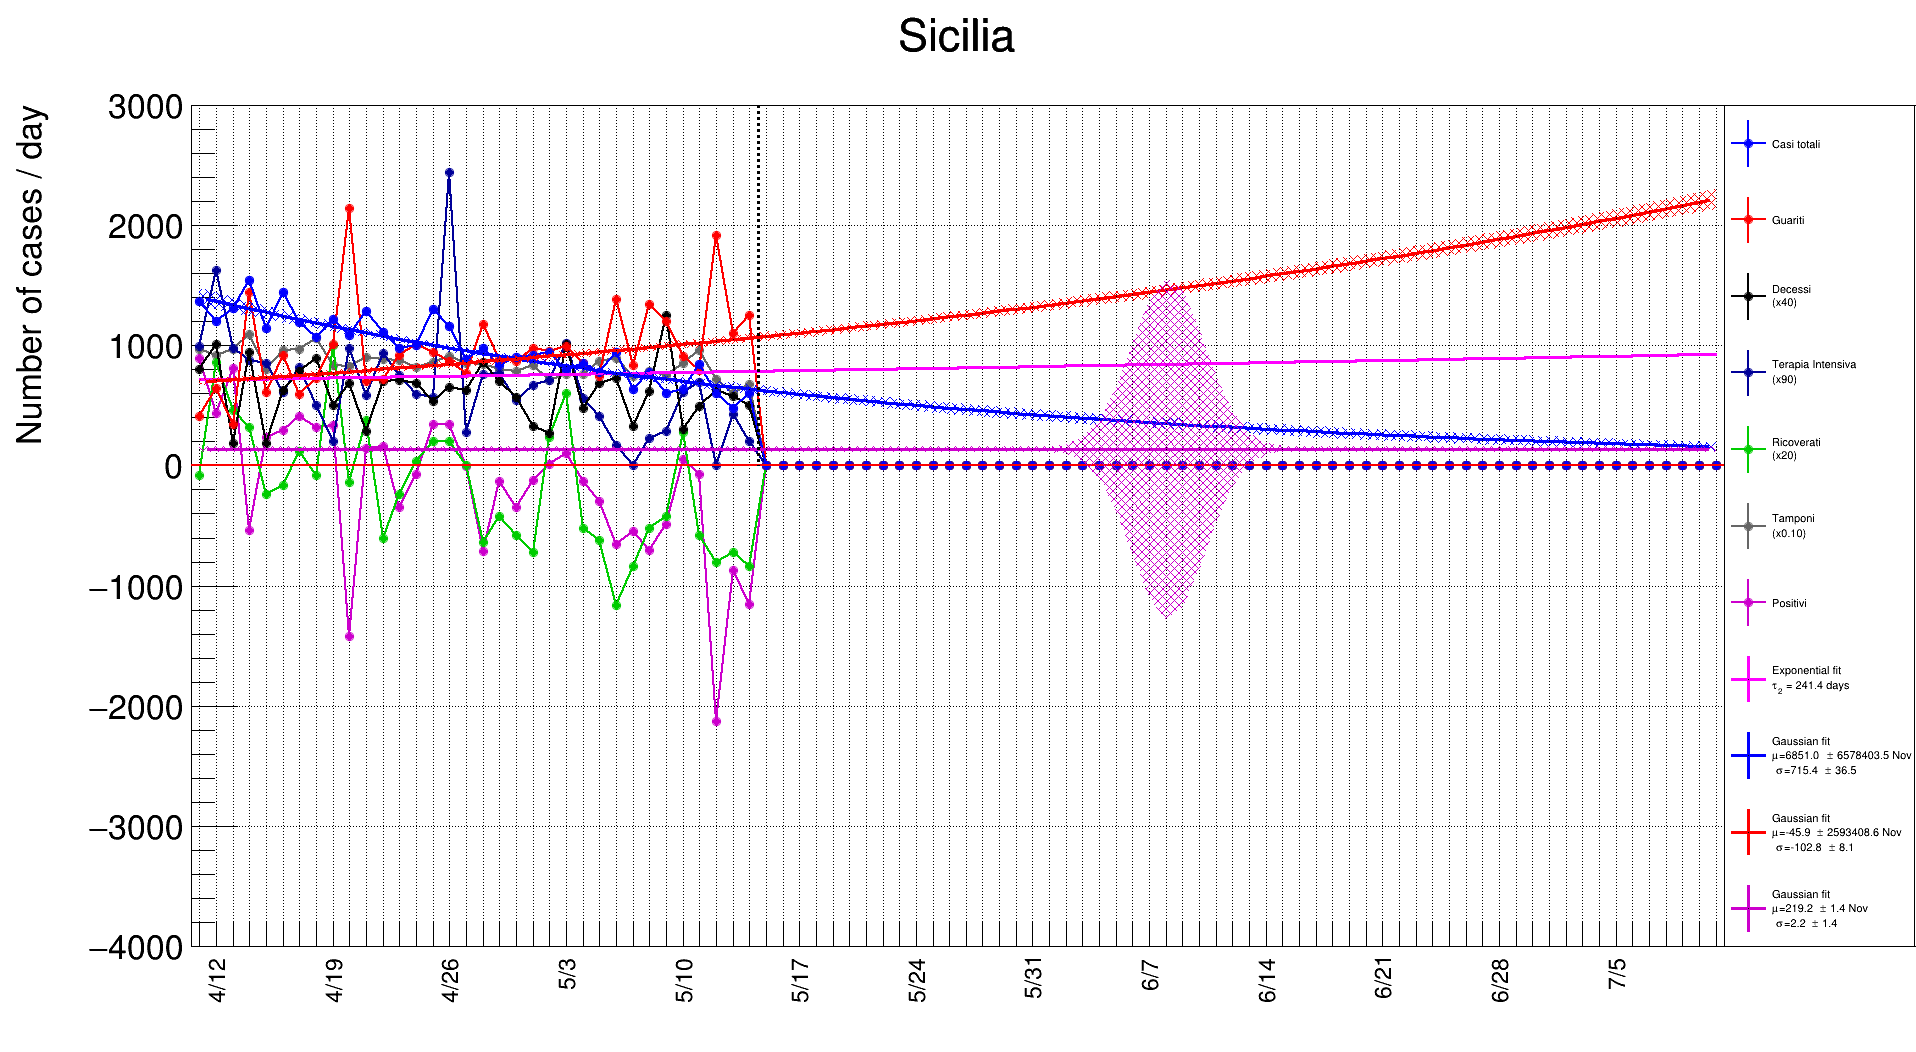 Sicilia
Number of cases / day
3000
2000
1000
0
−1000
−2000
−3000
−4000
4/12
4/19
4/26
5/3
5/10
5/17
5/24
5/31
6/7
6/14
6/21
6/28
7/5
Casi totali
Guariti
Decessi
(x40)
Terapia Intensiva
(x90)
Ricoverati
(x20)
Tamponi
(x0.10)
Positivi
Exponential fit
τ2 = 241.4 days
Gaussian fit
μ=6851.0 ± 6578403.5 Nov
σ=715.4 ± 36.5
Gaussian fit
μ=-45.9 ± 2593408.6 Nov
σ=-102.8 ± 8.1
Gaussian fit
μ=219.2 ± 1.4 Nov
σ=2.2 ± 1.4